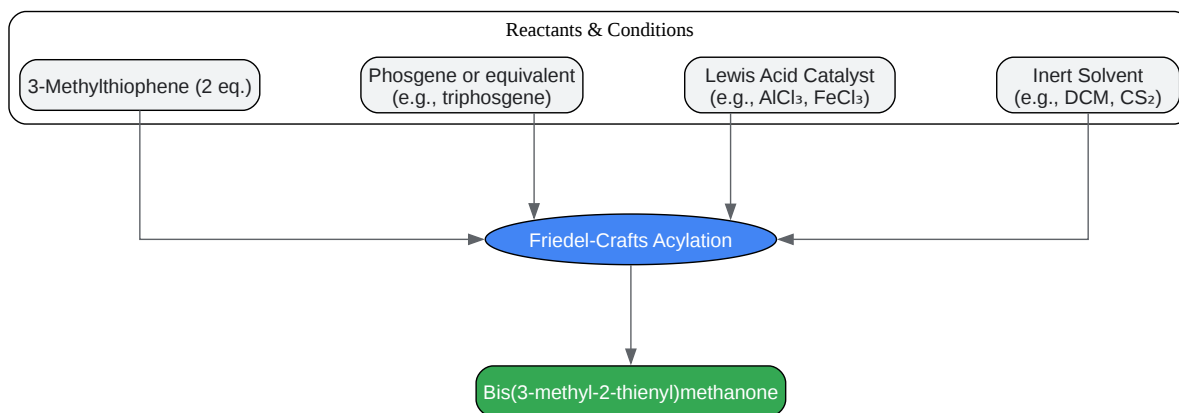 Reactants & Conditions
3-Methylthiophene (2 eq.)
Phosgene or equivalent
(e.g., triphosgene)
Lewis Acid Catalyst
(e.g., AlCl₃, FeCl₃)
Inert Solvent
(e.g., DCM, CS₂)
Friedel-Crafts Acylation
Bis(3-methyl-2-thienyl)methanone